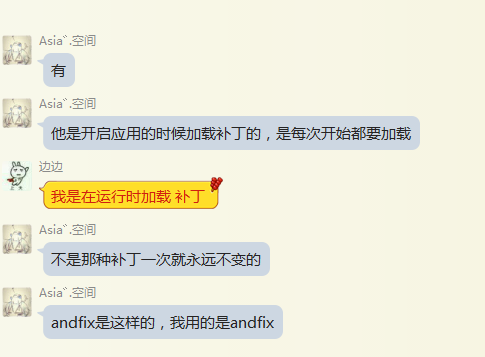 Asia`.空间
有
Asia`.空间
他是开启应用的时候加载补丁的，是每次开始都要加载
边边
我是在运行时加载 补丁
Asia`.空间
不是那种补丁一次就永远不变的
Asia`.空间
andfix是这样的，我用的是andfix